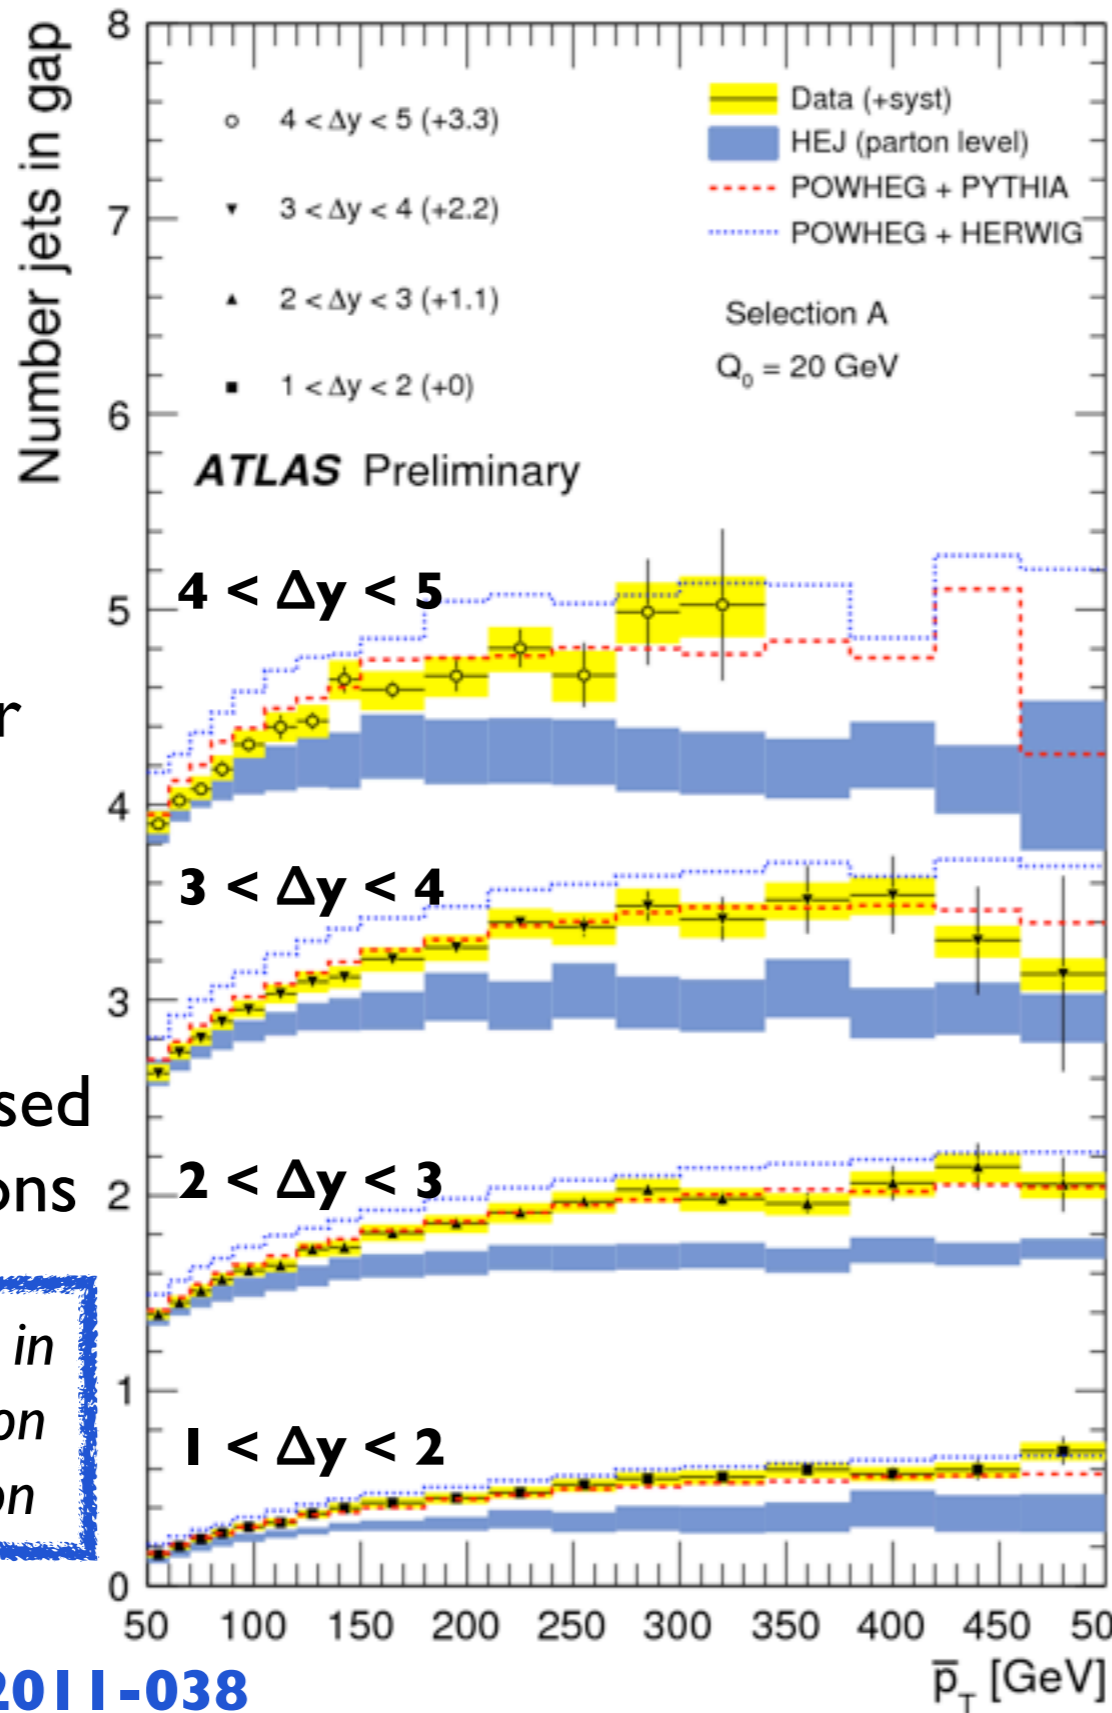 8
7
6
5
4
3
2
1
0
Number jets in gap
4 < Δy < 5 (+3.3)
3 < Δy < 4 (+2.2)
2 < Δy < 3 (+1.1)
1 < Δy < 2 (+0)
Data (+syst)
HEJ (parton level)
POWHEG + PYTHIA
POWHEG + HERWIG
Selection A
Q₀ = 20 GeV
ATLAS Preliminary
4 < Δy < 5
3 < Δy < 4
2 < Δy < 3
1 < Δy < 2
r
sed
ons
in
on
on
50 100 150 200 250 300 350 400 450 50
p̅_T [GeV]
2011-038